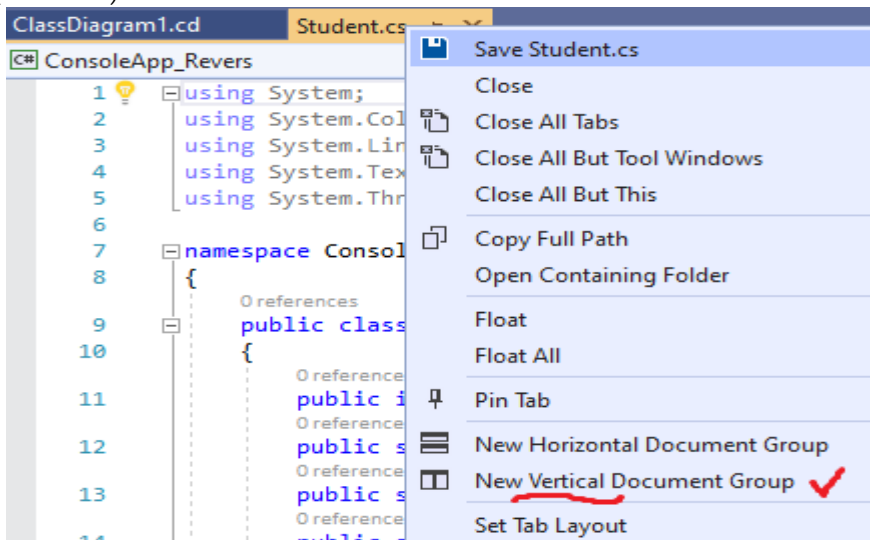 ClassDiagram1.cd
Student.cs
C# ConsoleApp_Revers
1 using System;
2 using System.Col
3 using System.Lin
4 using System.Tex
5 using System.Thr
6
7 namespace Consol
8 {
0 references
9 public class
10 {
0 reference
11 public i
0 reference
12 public s
0 reference
13 public s
0 reference
Save Student.cs
Close
Close All Tabs
Close All But Tool Windows
Close All But This
Copy Full Path
Open Containing Folder
Float
Float All
Pin Tab
New Horizontal Document Group
New Vertical Document Group
Set Tab Layout